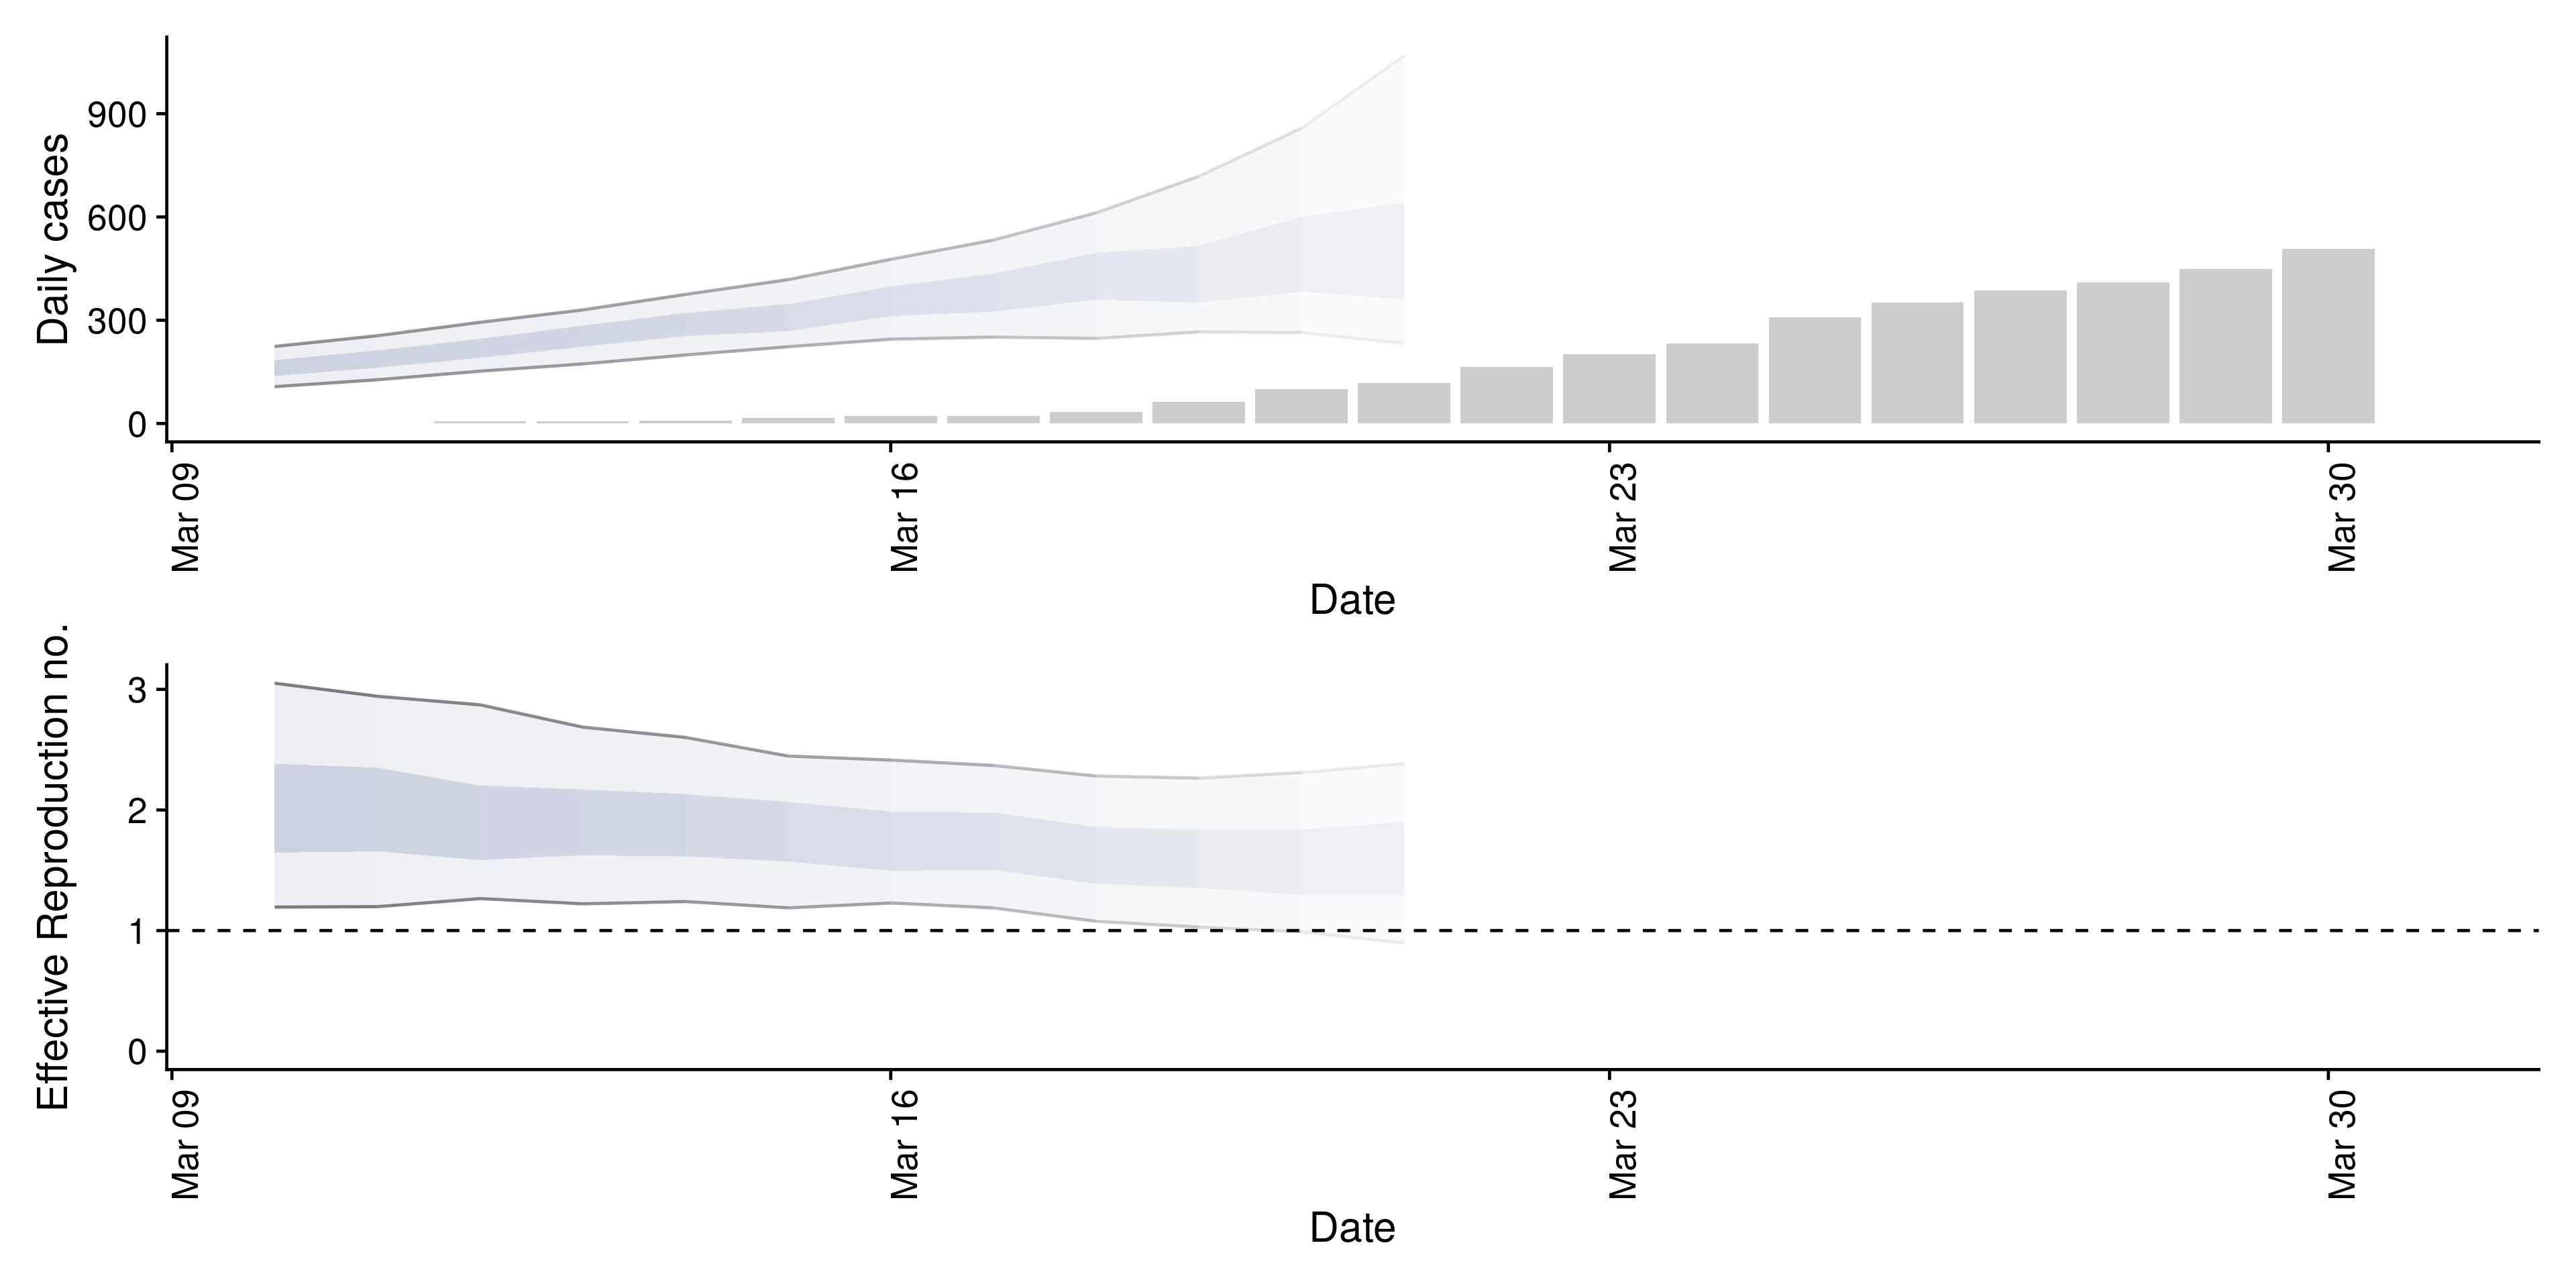 Daily cases
900
600
300
0
Mar 09
Mar 16
Mar 23
Mar 30
Date
Effective Reproduction no.
3
2
1
0
Mar 09
Mar 16
Mar 23
Mar 30
Date